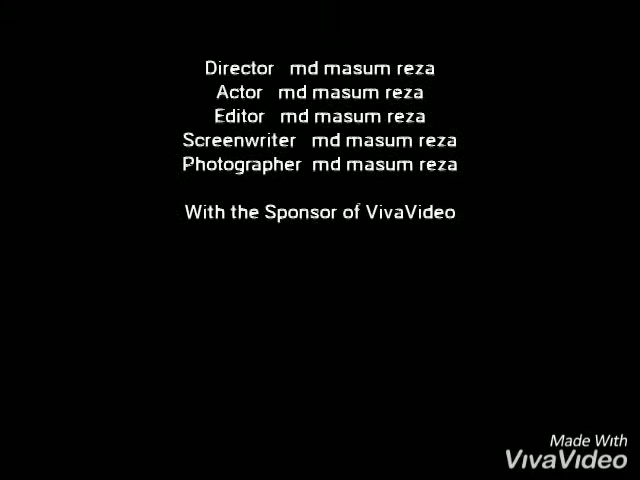 Director md masum reza
Actor md masum reza
Editor md masum reza
Screenwriter md masum reza
Photographer md masum reza
With the Sponsor of VivaVideo
Made With
VivaVideo